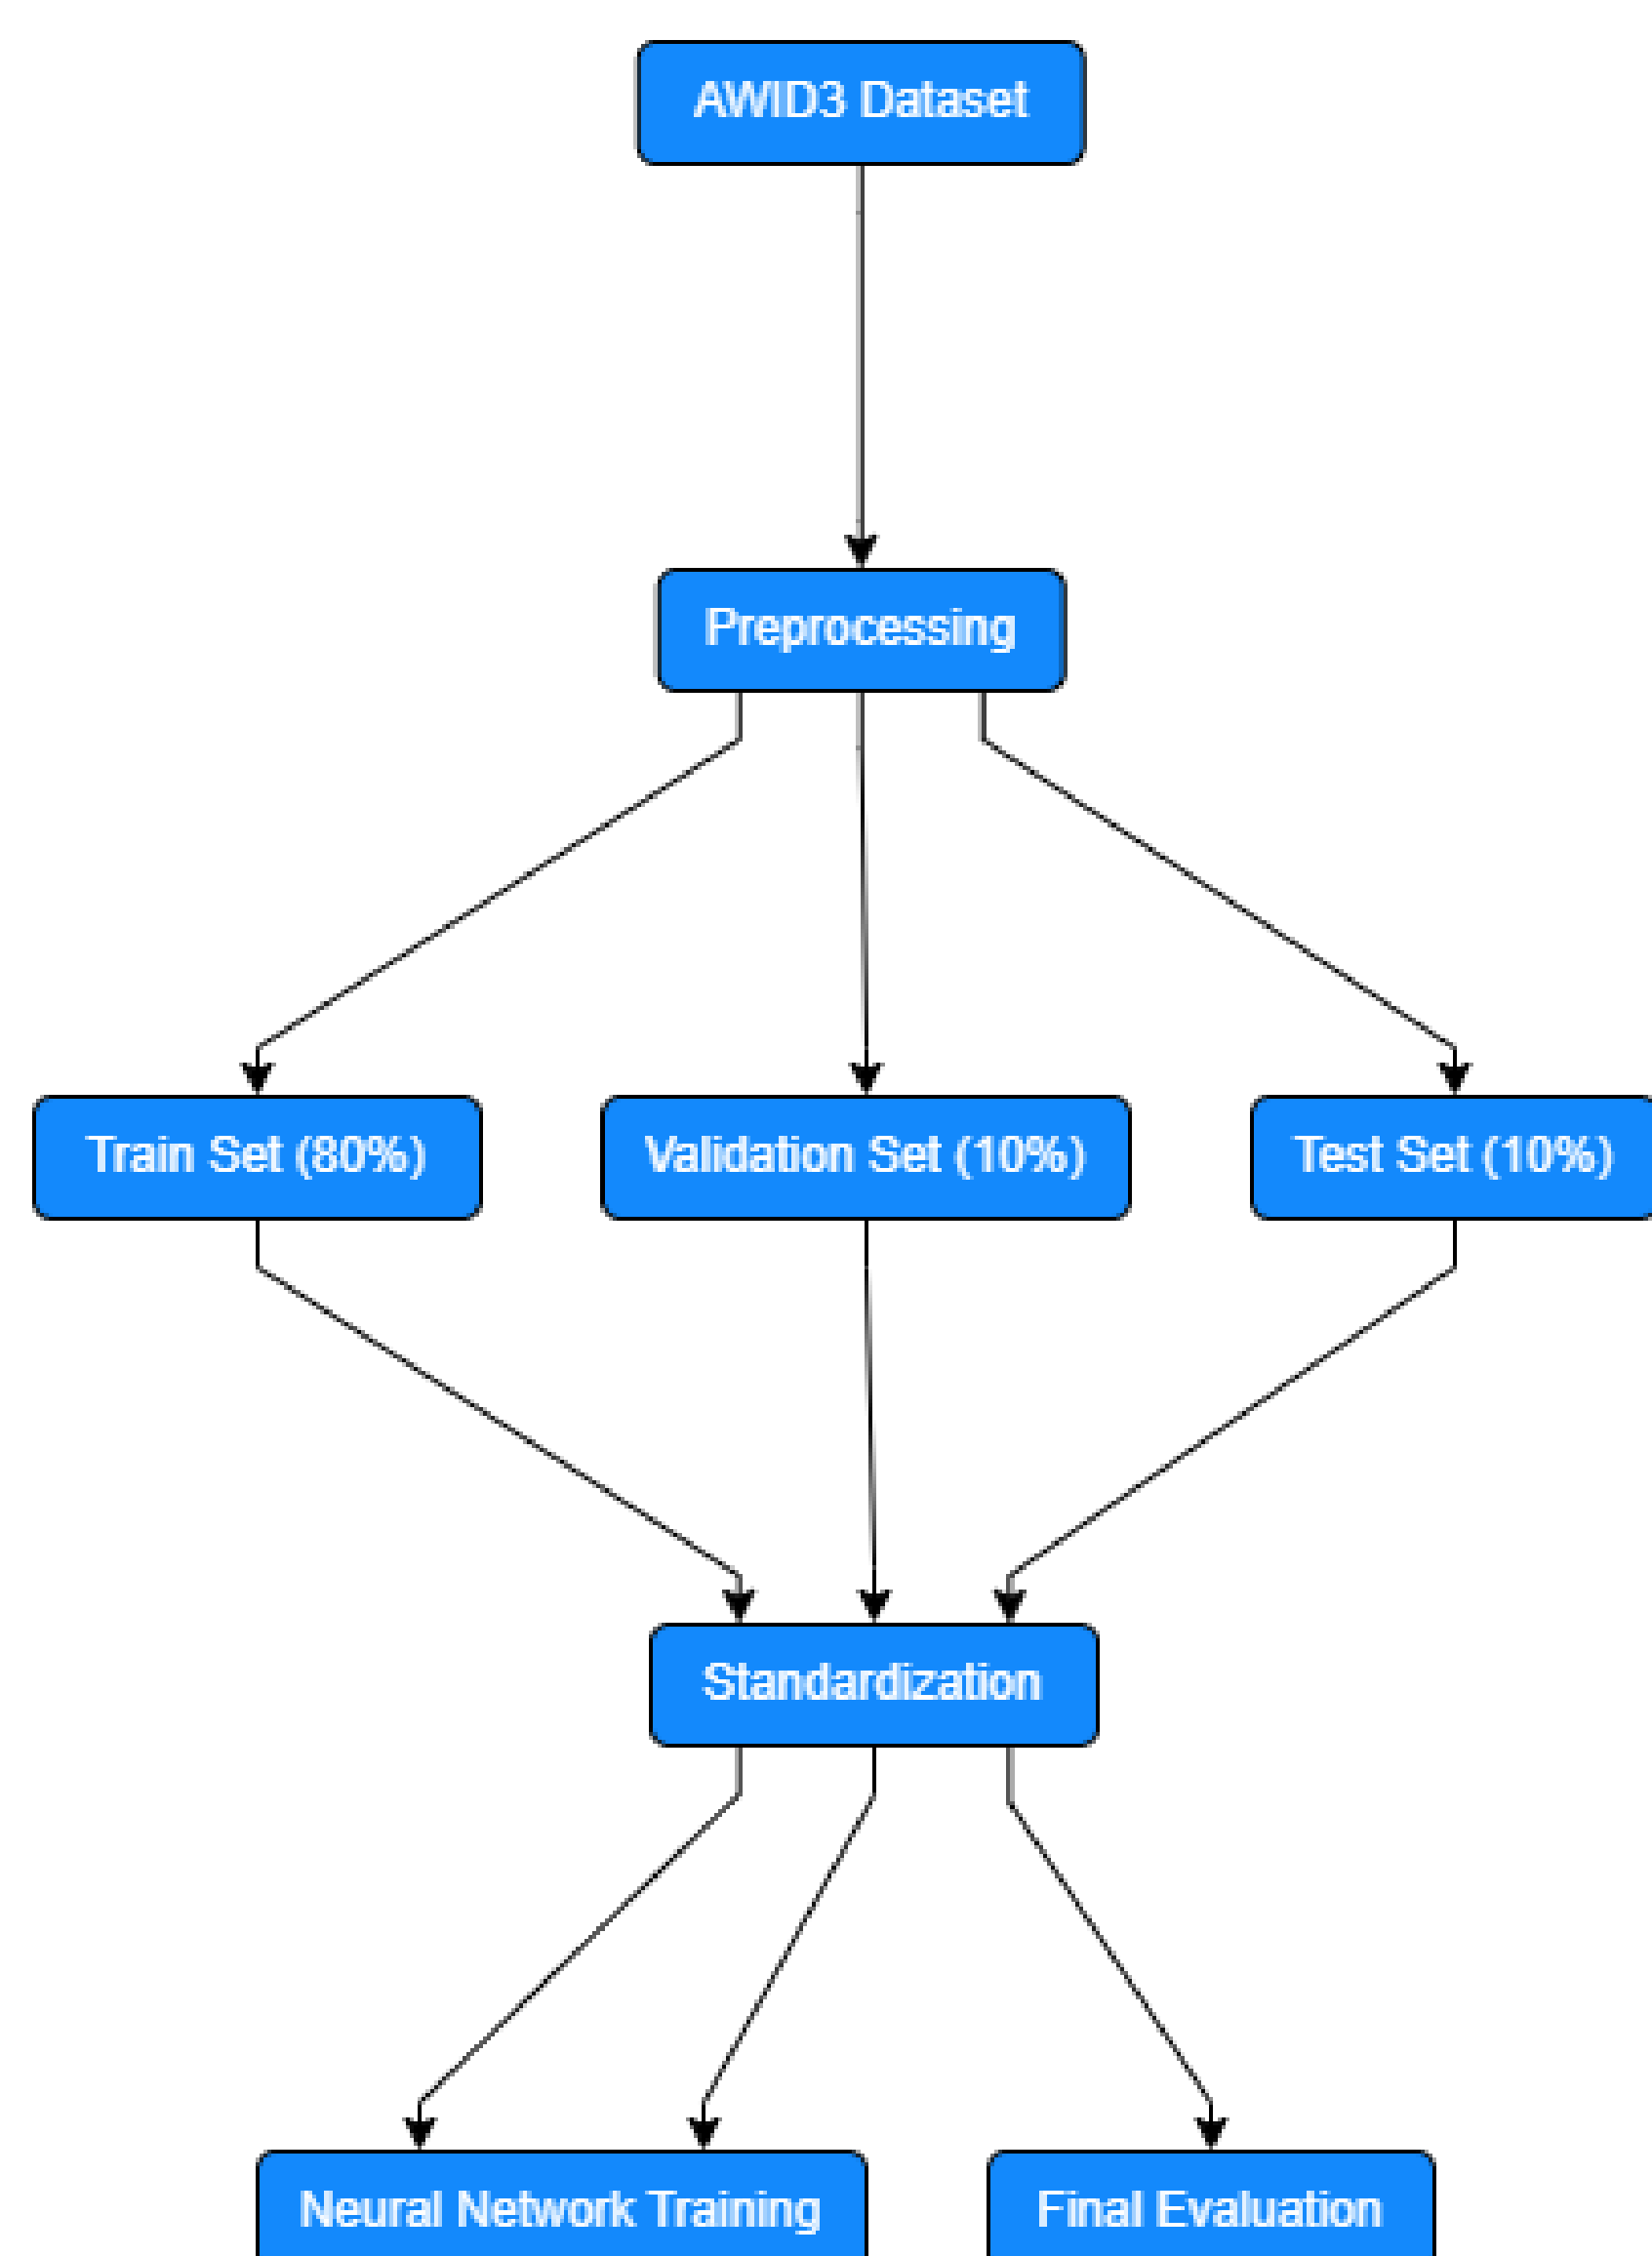 AWID3 Dataset
Preprocessing
Train Set (80%)
Validation Set (10%)
Test Set (10%)
Standardization
Neural Network Training
Final Evaluation